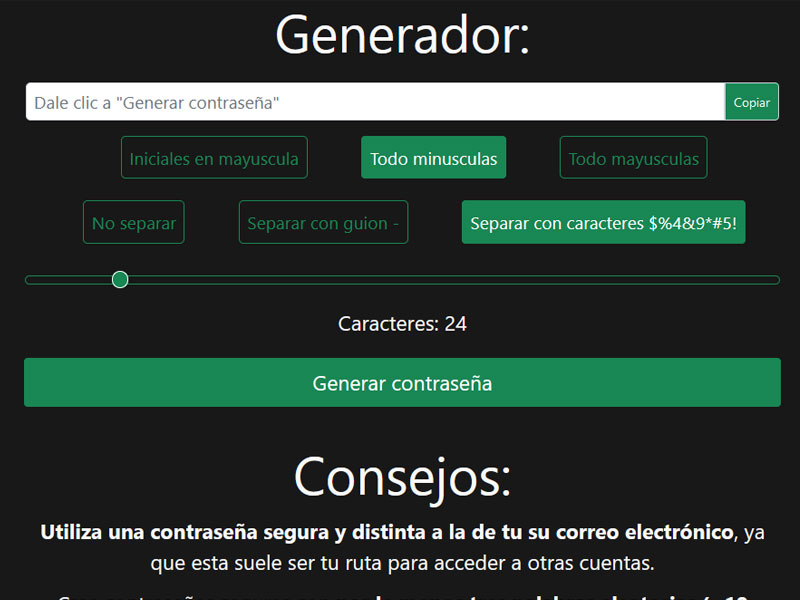 Generador:
Dale clic a "Generar contraseña"
Copiar
Iniciales en mayuscula
Todo minusculas
Todo mayusculas
No separar
Separar con guion -
Separar con caracteres $%4&9*#5!
Caracteres: 24
Generar contraseña
Consejos:
Utiliza una contraseña segura y distinta a la de tu su correo electrónico, ya
que esta suele ser tu ruta para acceder a otras cuentas.